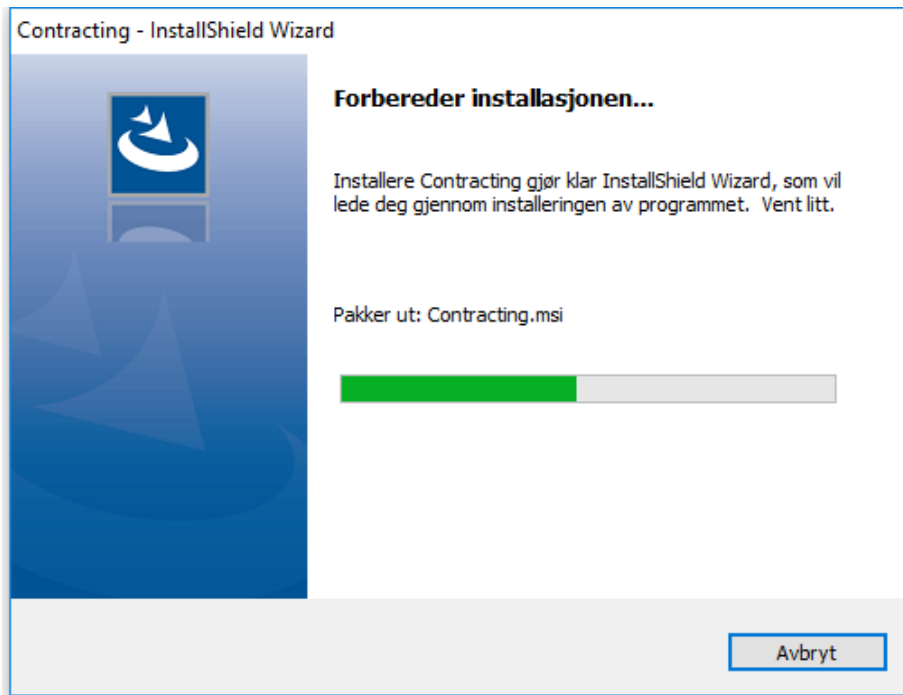 Contracting - InstallShield Wizard
Forbereder installasjonen...
Installere Contracting gjør klar InstallShield Wizard, som vil
lede deg gjennom installeringen av programmet.  Vent litt.
Pakker ut: Contracting.msi
Avbryt